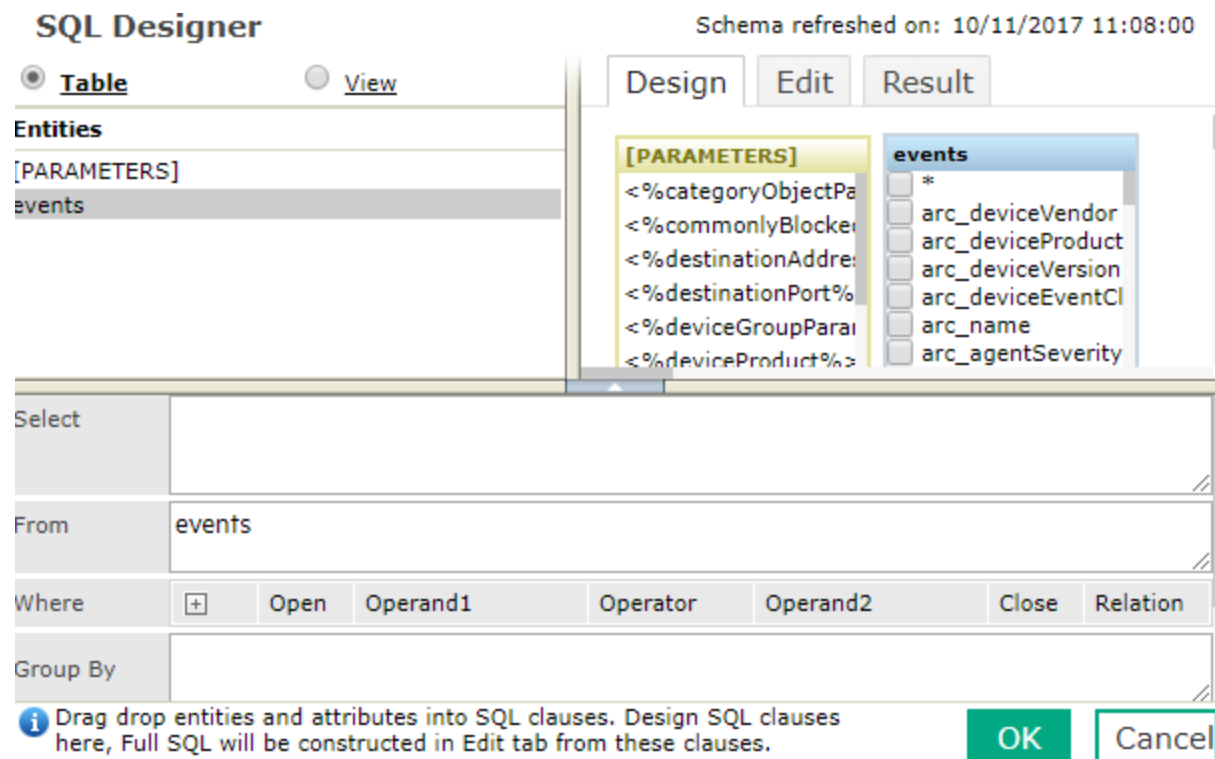 SQL Designer
Schema refreshed on: 10/11/2017 11:08:00
Table
View
Design
Edit
Result
Entities
[PARAMETERS]
events
[PARAMETERS]
<%categoryObjectPa
<%commonlyBlocke
<%destinationAddre
<%destinationPort%
<%deviceGroupPara
<%deviceProduct%>
events
*
arc_deviceVendor
arc_deviceProduct
arc_deviceVersion
arc_deviceEventCl
arc_name
arc_agentSeverity
Select
From
events
Where
Open Operand1 Operator Operand2 Close Relation
Group By
Drag drop entities and attributes into SQL clauses. Design SQL clauses
here, Full SQL will be constructed in Edit tab from these clauses.
OK
Cancel